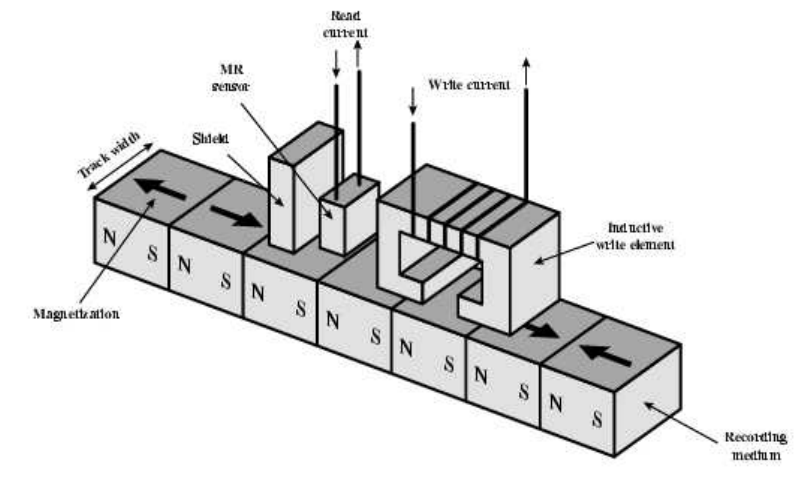 Read
current
MR
sensor
Write current
Shield
Track width
Inductive
write element
N S N S N S N S N S N S N S
Magnetization
Recording
medium